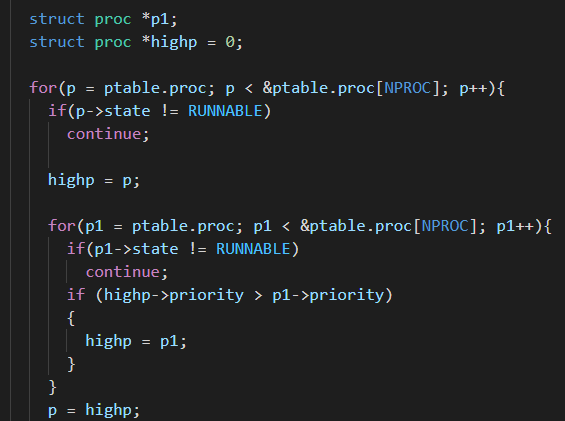 struct proc *p1;
struct proc *highp = 0;
for(p = ptable.proc; p < &ptable.proc[NPROC]; p++){
if(p->state != RUNNABLE)
continue;
highp = p;
for(p1 = ptable.proc; p1 < &ptable.proc[NPROC]; p1++){
if(p1->state != RUNNABLE)
continue;
if (highp->priority > p1->priority)
{
highp = p1;
}
}
p = highp;